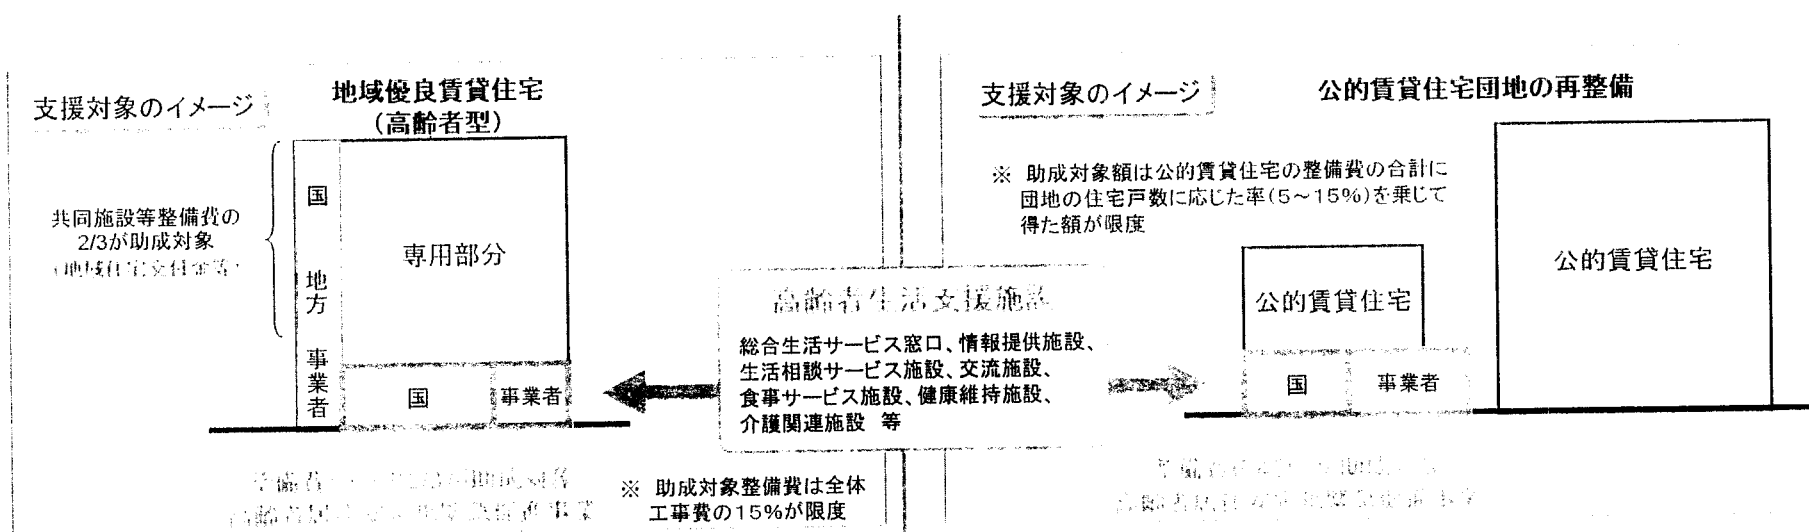 支援対象のイメージ
地域優良賃貸住宅
(高齢者型)
国
地方
事業者
共同施設等整備費の
2/3が助成対象
専用部分
国
事業者
※ 助成対象整備費は全体
工事費の15%が限度
高齢者生活支援施設
総合生活サービス窓口、情報提供施設、
生活相談サービス施設、交流施設、
食事サービス施設、健康維持施設、
介護関連施設 等
支援対象のイメージ
公的賃貸住宅団地の再整備
※ 助成対象額は公的賃貸住宅の整備費の合計に
団地の住宅戸数に応じた率(5~15%)を乗じて
得た額が限度
公的賃貸住宅
国
事業者
公的賃貸住宅